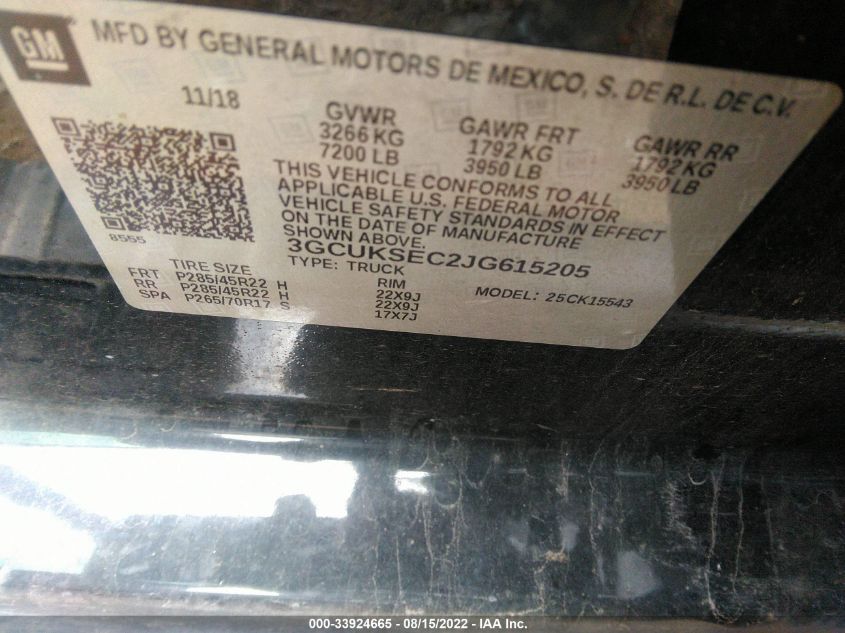 GM
MFD BY GENERAL MOTORS DE MEXICO, S. DE R.L. DE C.V.
11/18
GVWR
3266 KG
7200 LB
GAWR FRT
1792 KG
3950 LB
GAWR RR
1792 KG
3950 LB
THIS VEHICLE CONFORMS TO ALL
APPLICABLE U.S. FEDERAL MOTOR
VEHICLE SAFETY STANDARDS IN EFFECT
ON THE DATE OF MANUFACTURE
SHOWN ABOVE.
8555
3GCUKSEC2JG615205
TYPE: TRUCK
MODEL: 25CK15543
TIRE SIZE RIM
FRT P285/45R22 H 22X9J
RR P285/45R22 H 22X9J
SPA P265/70R17 S 17X7J
000-33924665 - 08/15/2022 - IAA Inc.